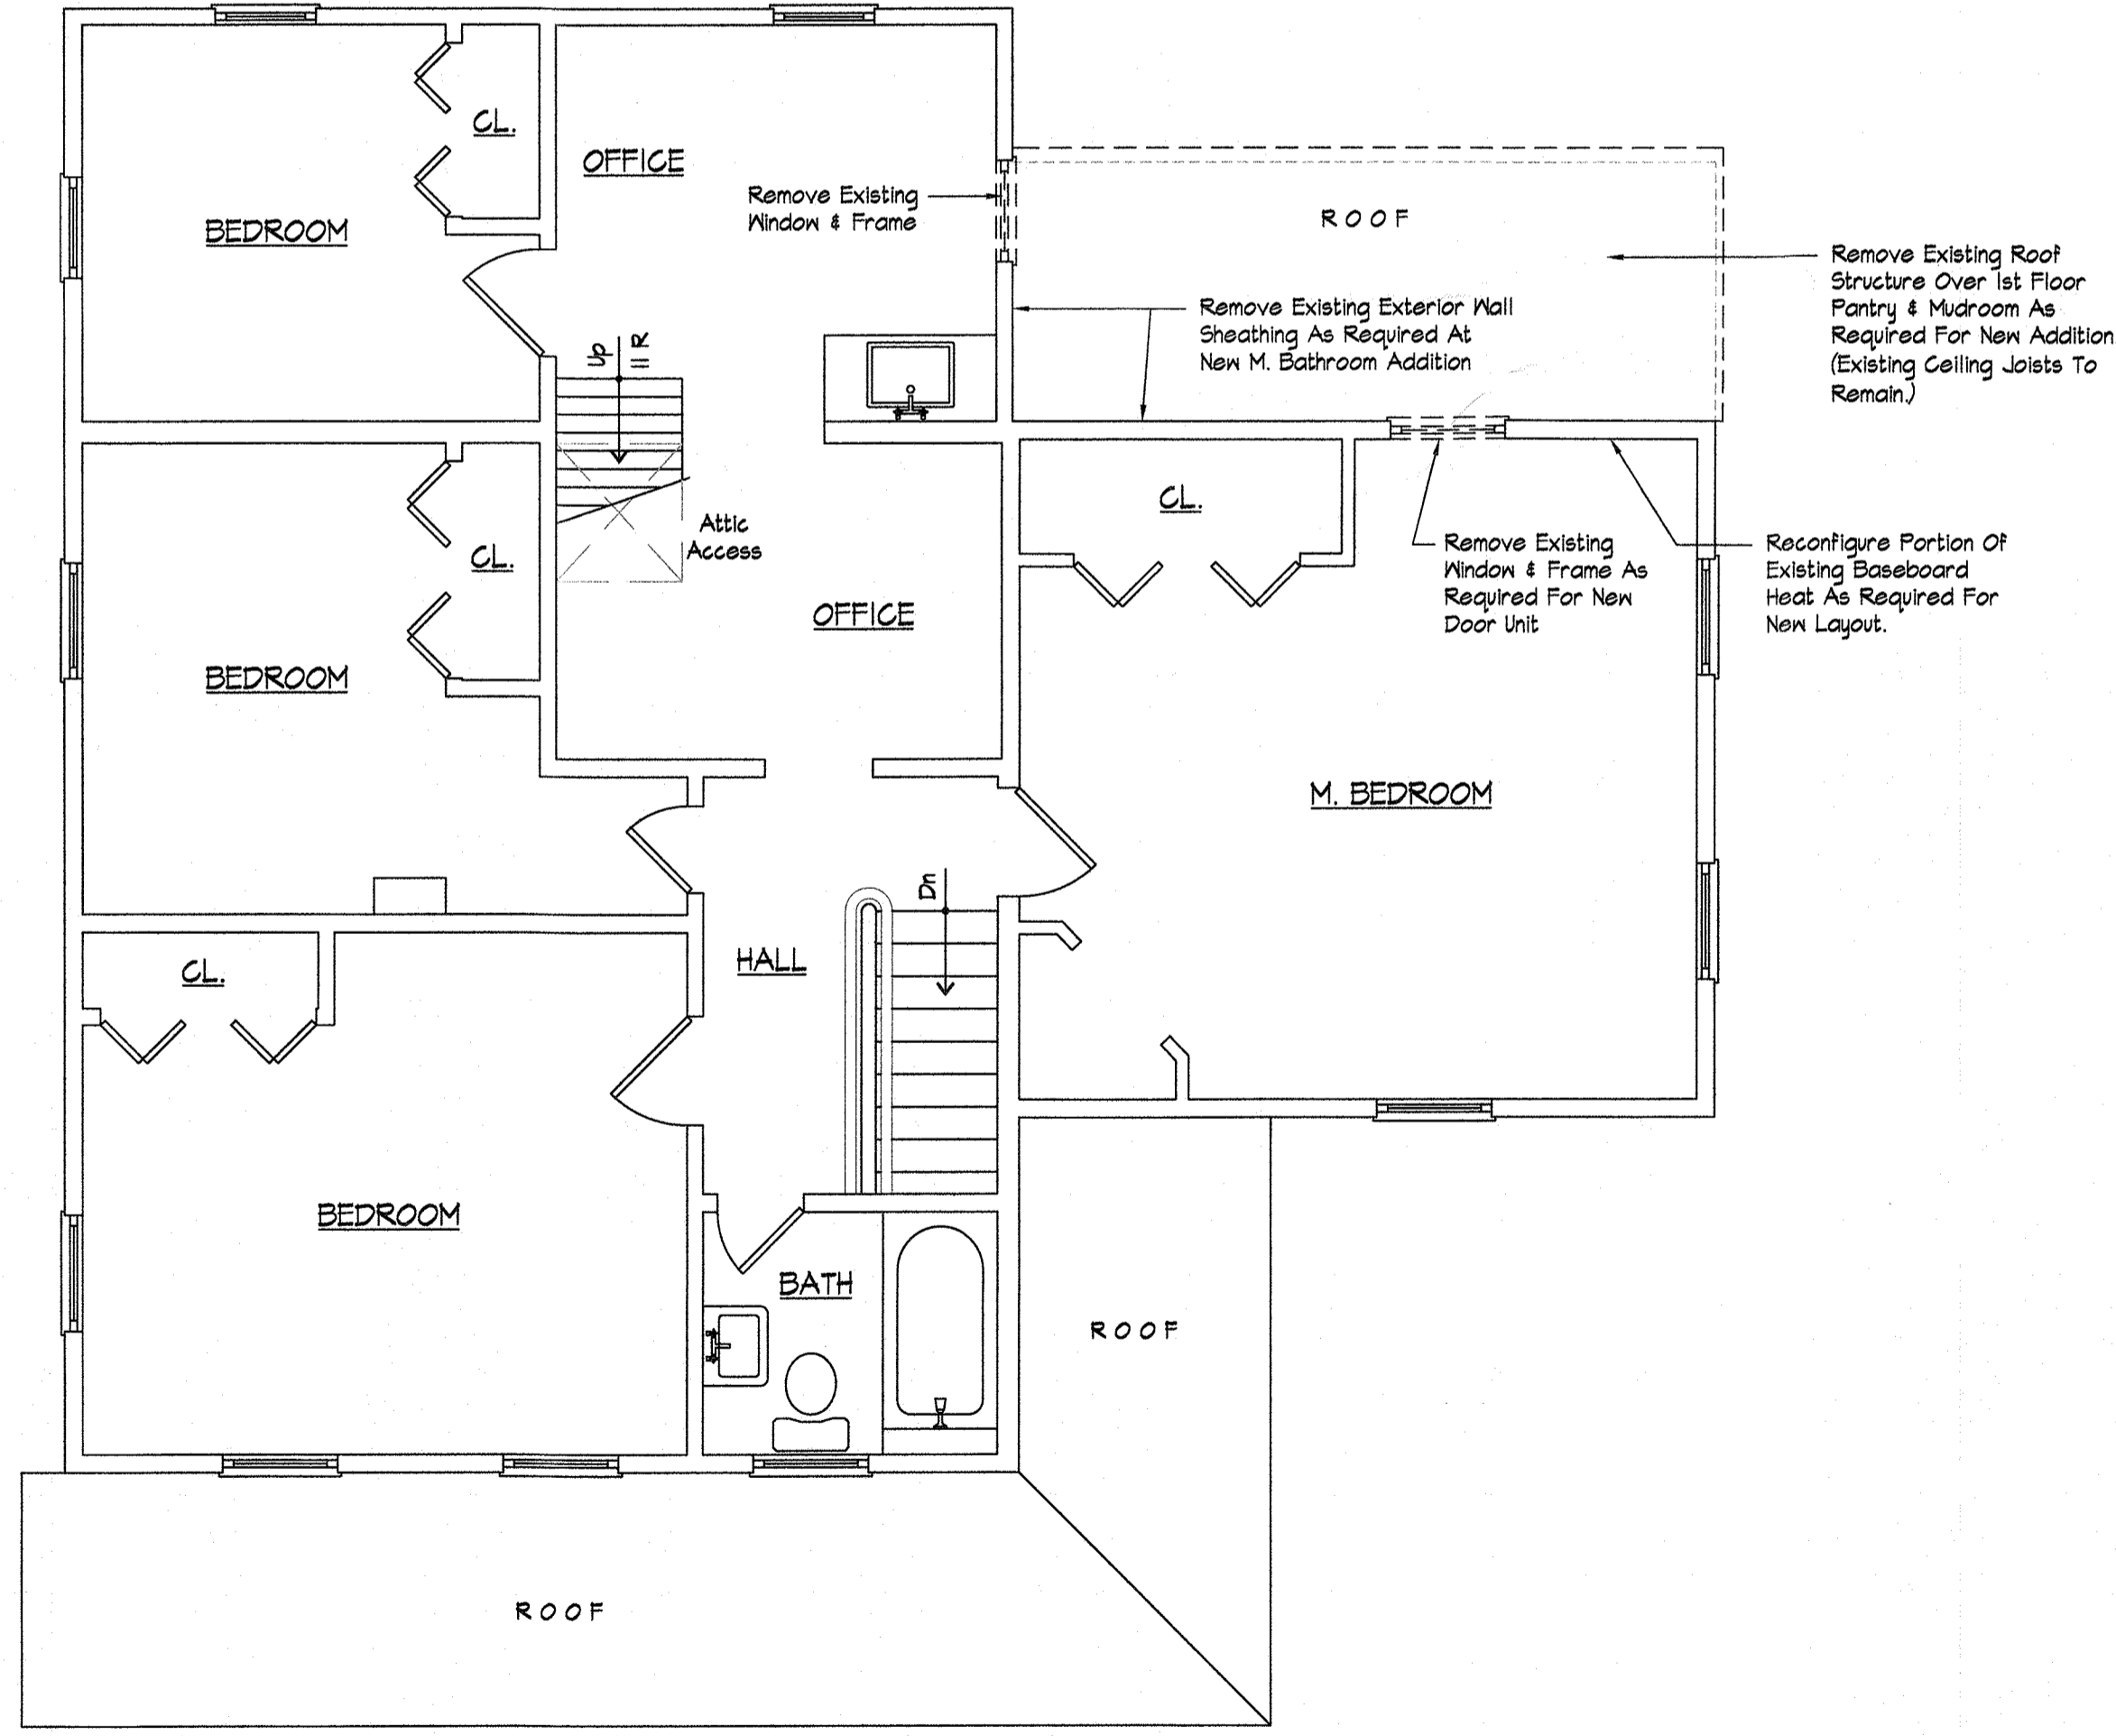 CL.
OFFICE
BEDROOM
Remove Existing
Window & Frame
ROOF
Remove Existing Roof
Structure Over 1st Floor
Pantry & Mudroom As
Required For New Addition
(Existing Ceiling Joists To
Remain.)
Remove Existing Exterior Wall
Sheathing As Required At
New M. Bathroom Addition
Up
11 R
Attic
Access
CL.
CL.
Remove Existing
Window & Frame As
Required For New
Door Unit
Reconfigure Portion Of
Existing Baseboard
Heat As Required For
New Layout.
OFFICE
BEDROOM
M. BEDROOM
Dn
HALL
CL.
BEDROOM
BATH
ROOF
ROOF